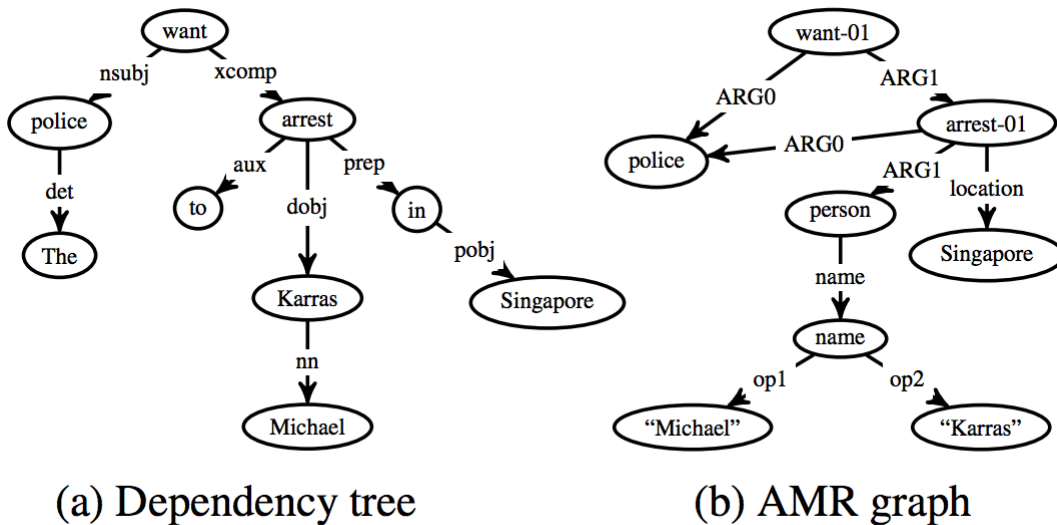 want
want-01
nsubj
xcomp
ARG0
ARG1
police
arrest
arrest-01
police
ARG0
det
aux
dobj
prep
ARG1
location
The
to
in
person
Singapore
pobj
name
Karras
Singapore
nn
name
op1
op2
Michael
“Michael”
“Karras”
(a) Dependency tree
(b) AMR graph